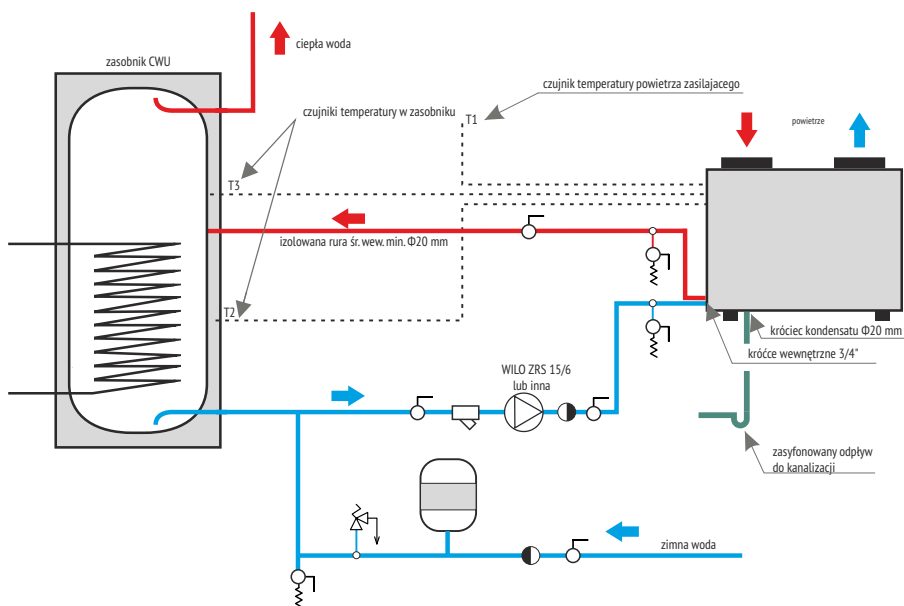 ciepła woda
zasobnik CWU
czujnik temperatury powietrza zasilajacego
czujniki temperatury w zasobniku
T1
powietrze
T3
izolowana rura śr. wew. min. Φ20 mm
T2
króciec kondensatu Φ20 mm
króćce wewnętrzne 3/4"
WILO ZRS 15/6
lub inna
zasyfonowany odpływ
do kanalizacji
zimna woda